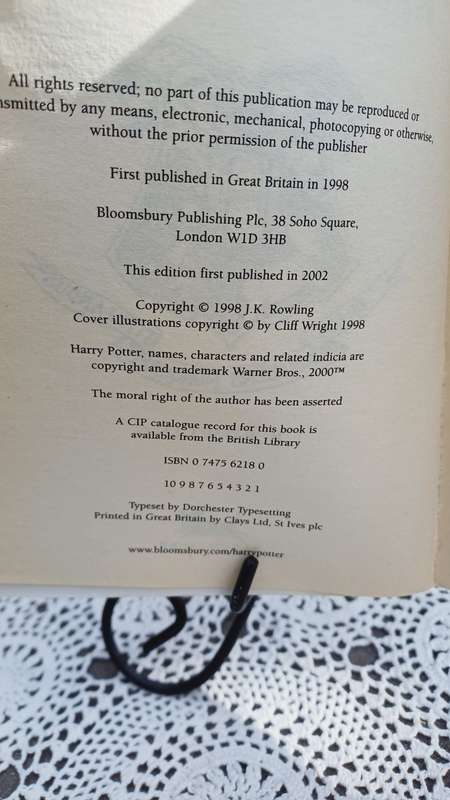 All rights reserved; no part of this publication may be reproduced or
nsmitted by any means, electronic, mechanical, photocopying or otherwise,
without the prior permission of the publisher
First published in Great Britain in 1998
Bloomsbury Publishing Plc, 38 Soho Square,
London W1D 3HB
This edition first published in 2002
Copyright © 1998 J.K. Rowling
Cover illustrations copyright © by Cliff Wright 1998
Harry Potter, names, characters and related indicia are
copyright and trademark Warner Bros., 2000™
The moral right of the author has been asserted
A CIP catalogue record for this book is
available from the British Library
ISBN 0 7475 6218 0
10 9 8 7 6 5 4 3 2 1
Typeset by Dorchester Typesetting
Printed in Great Britain by Clays Ltd, St Ives plc
www.bloomsbury.com/harrypotter